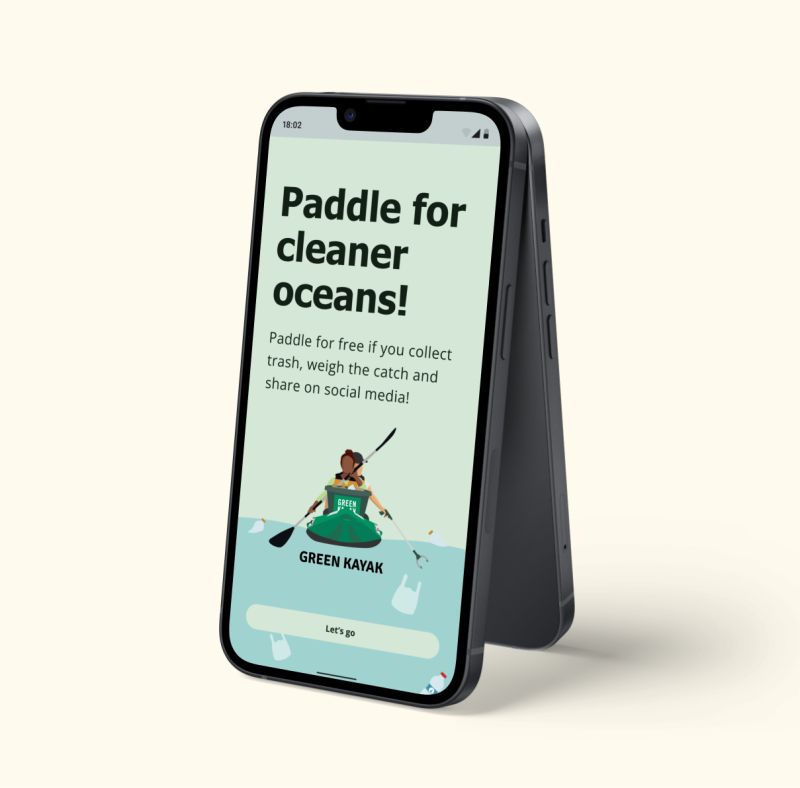 18:02
Paddle for
cleaner
oceans!
Paddle for free if you collect
trash, weigh the catch and
share on social media!
GREEN
KAYAK
GREEN KAYAK
Let's go